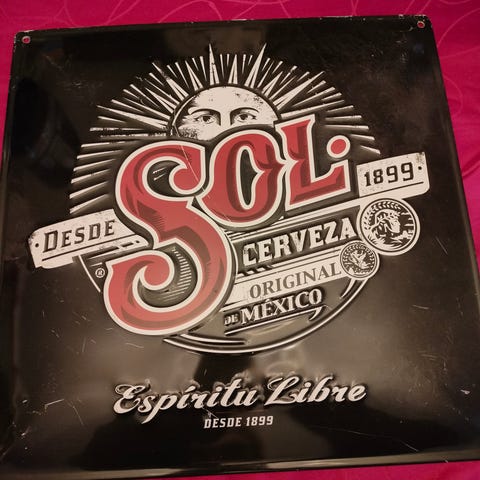 SOL.
DESDE
1899
®
CERVEZA
ORIGINAL
DE MÉXICO
Espíritu Libre
DESDE 1899